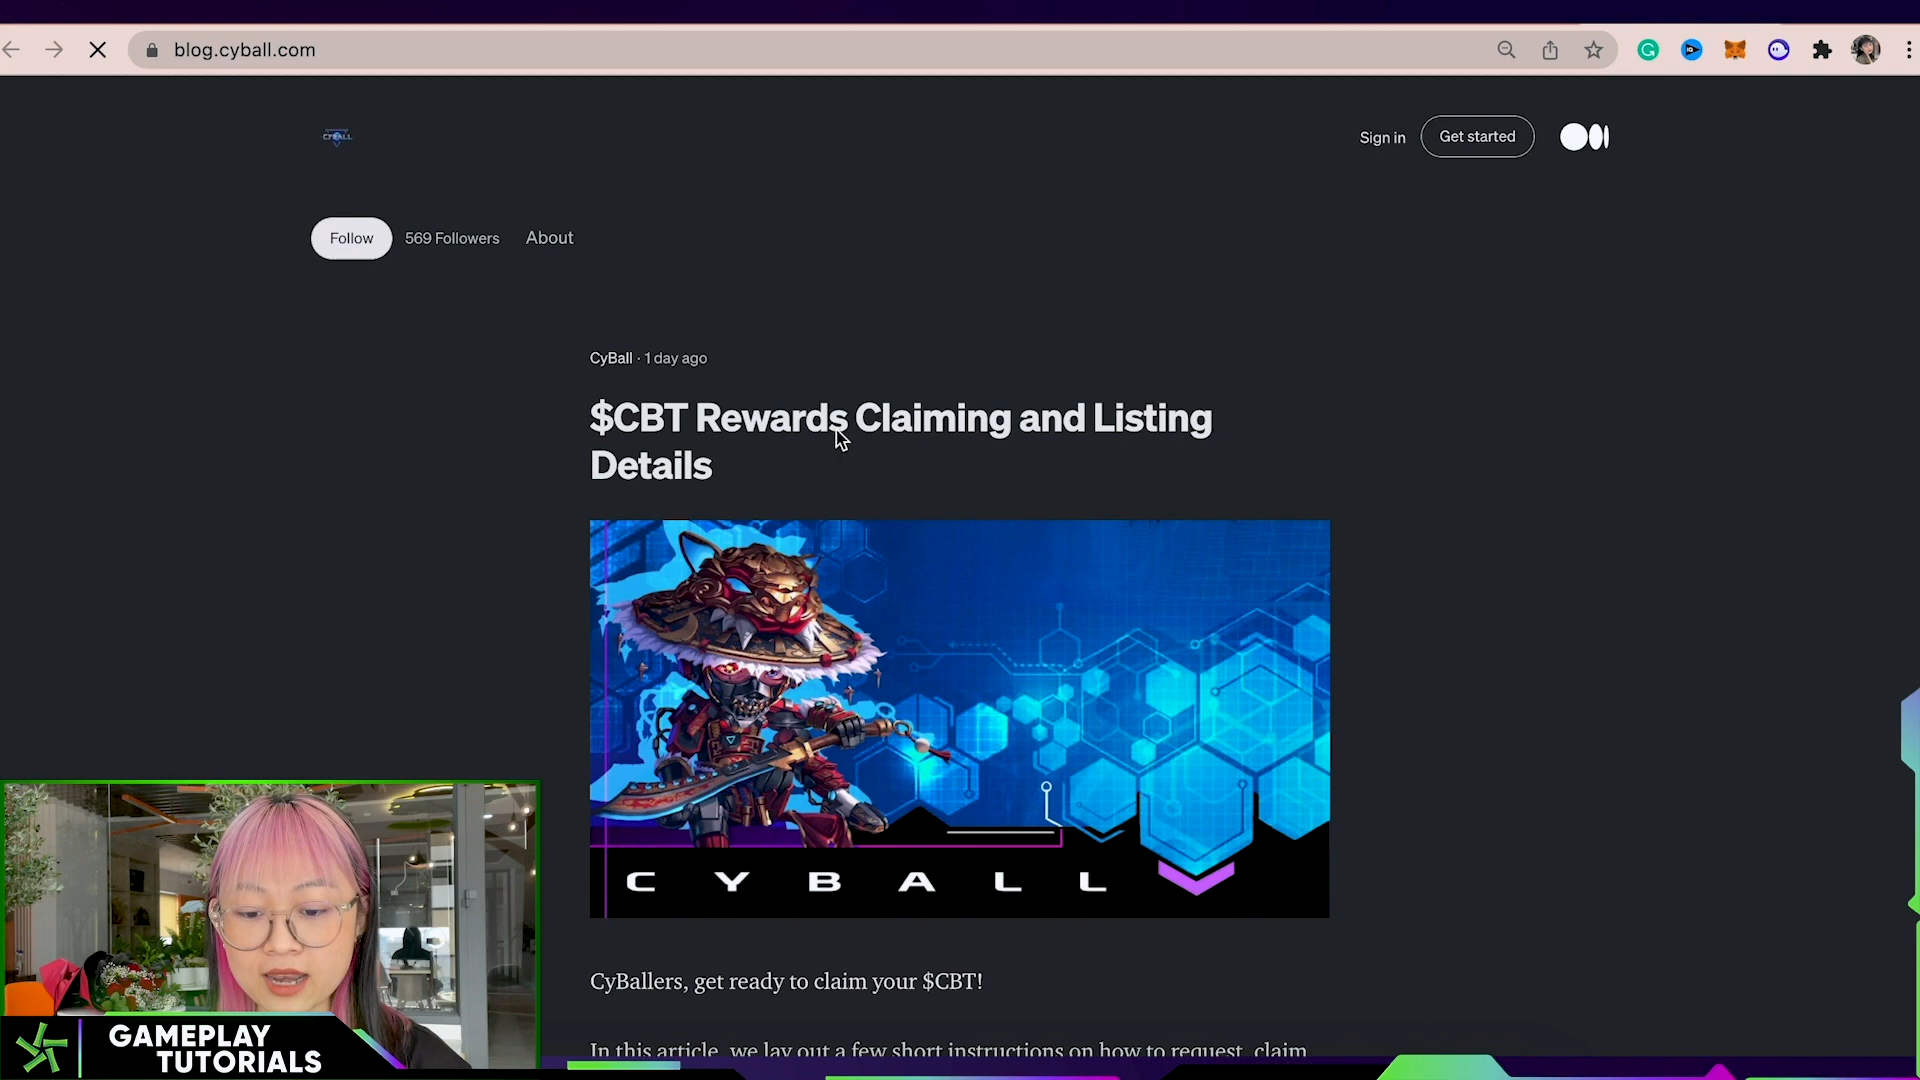 blog.cyball.com
CYBALL
Sign in
Get started
Follow
569 Followers
About
CyBall · 1 day ago
$CBT Rewards Claiming and Listing
Details
CYBALL
CyBallers, get ready to claim your $CBT!
In this article, we lay out a few short instructions on how to request, claim
GAMEPLAY
TUTORIALS